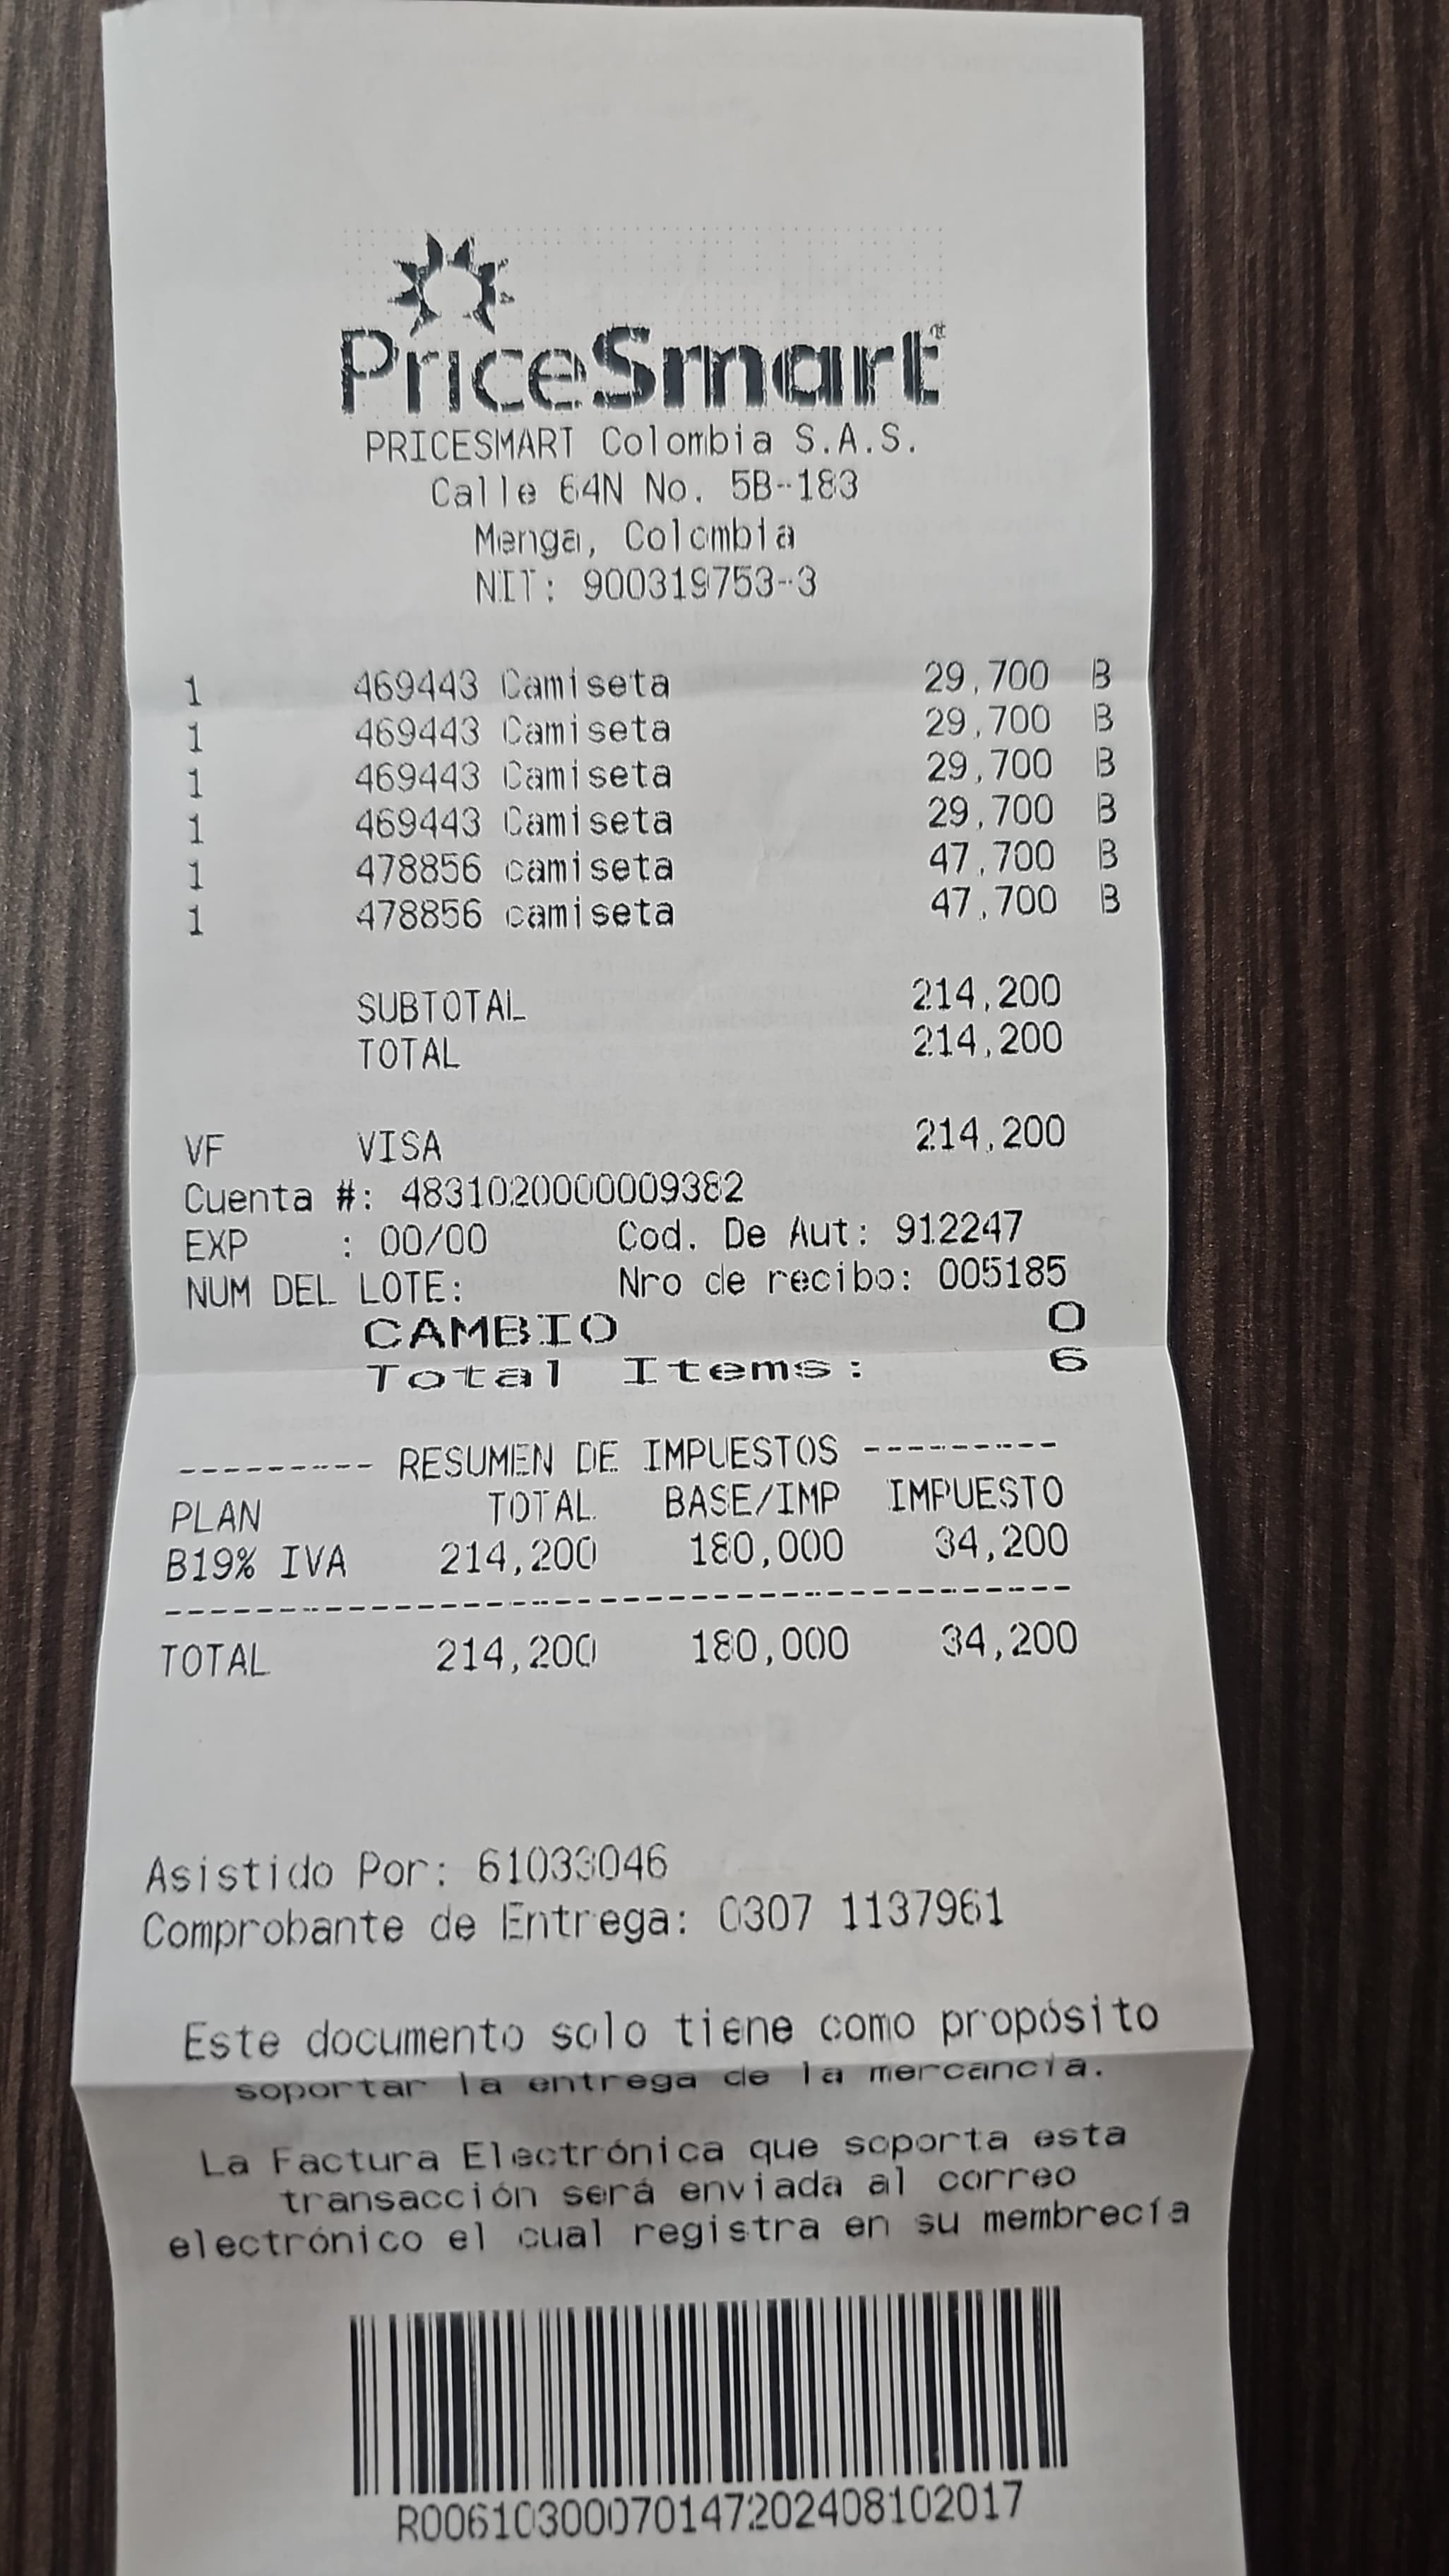 PriceSmart
PRICESMART Colombia S.A.S.
Calle 64N No. 5B-183
Menga, Colombia
NIT: 900319753-3
1 469443 Camiseta 29,700 B
1 469443 Camiseta 29,700 B
1 469443 Camiseta 29,700 B
1 469443 Camiseta 29,700 B
1 478856 camiseta 47,700 B
1 478856 camiseta 47,700 B
SUBTOTAL 214,200
TOTAL 214,200
VF VISA 214,200
Cuenta #: 4831020000009382
EXP : 00/00 Cod. De Aut: 912247
NUM DEL LOTE: Nro de recibo: 005185
CAMBIO 0
Total Items: 6
--------- RESUMEN DE IMPUESTOS ---------
PLAN TOTAL BASE/IMP IMPUESTO
B19% IVA 214,200 180,000 34,200
------------------------------------------
TOTAL 214,200 180,000 34,200
Asistido Por: 61033046
Comprobante de Entrega: 0307 1137961
Este documento solo tiene como propósito
soportar la entrega de la mercancía.
La Factura Electrónica que soporta esta
transacción será enviada al correo
electrónico el cual registra en su membrecía
R00610300070147202408102017